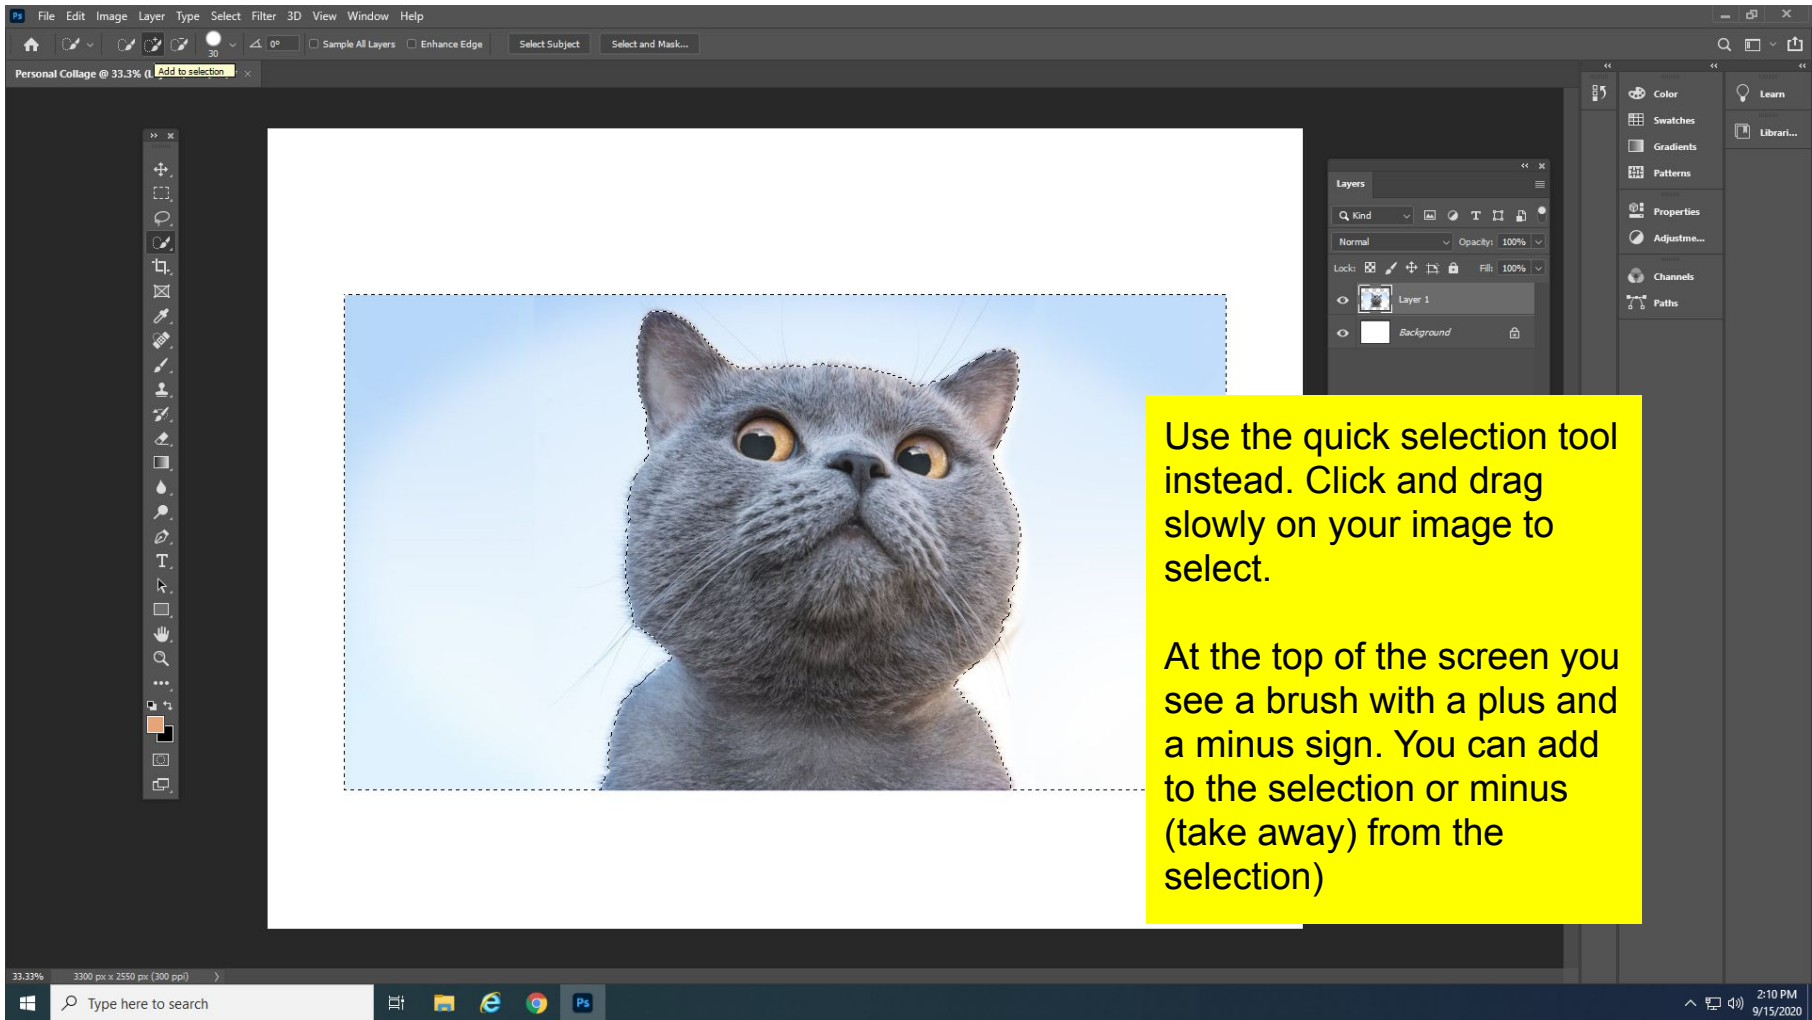 Ps File Edit Image Layer Type Select Filter 3D View Window Help
30 0° Sample All Layers Enhance Edge Select Subject Select and Mask...
Personal Collage @ 33.3% (L
Add to selection
Color
Swatches
Gradients
Patterns
Properties
Adjustme...
Channels
Paths
Learn
Librari...
Layers
Kind
Normal Opacity: 100%
Lock: Fill: 100%
Layer 1
Background
Use the quick selection tool
instead. Click and drag
slowly on your image to
select.
At the top of the screen you
see a brush with a plus and
a minus sign. You can add
to the selection or minus
(take away) from the
selection)
33.33% 3300 px x 2550 px (300 ppi)
Type here to search
Ps
2:10 PM
9/15/2020